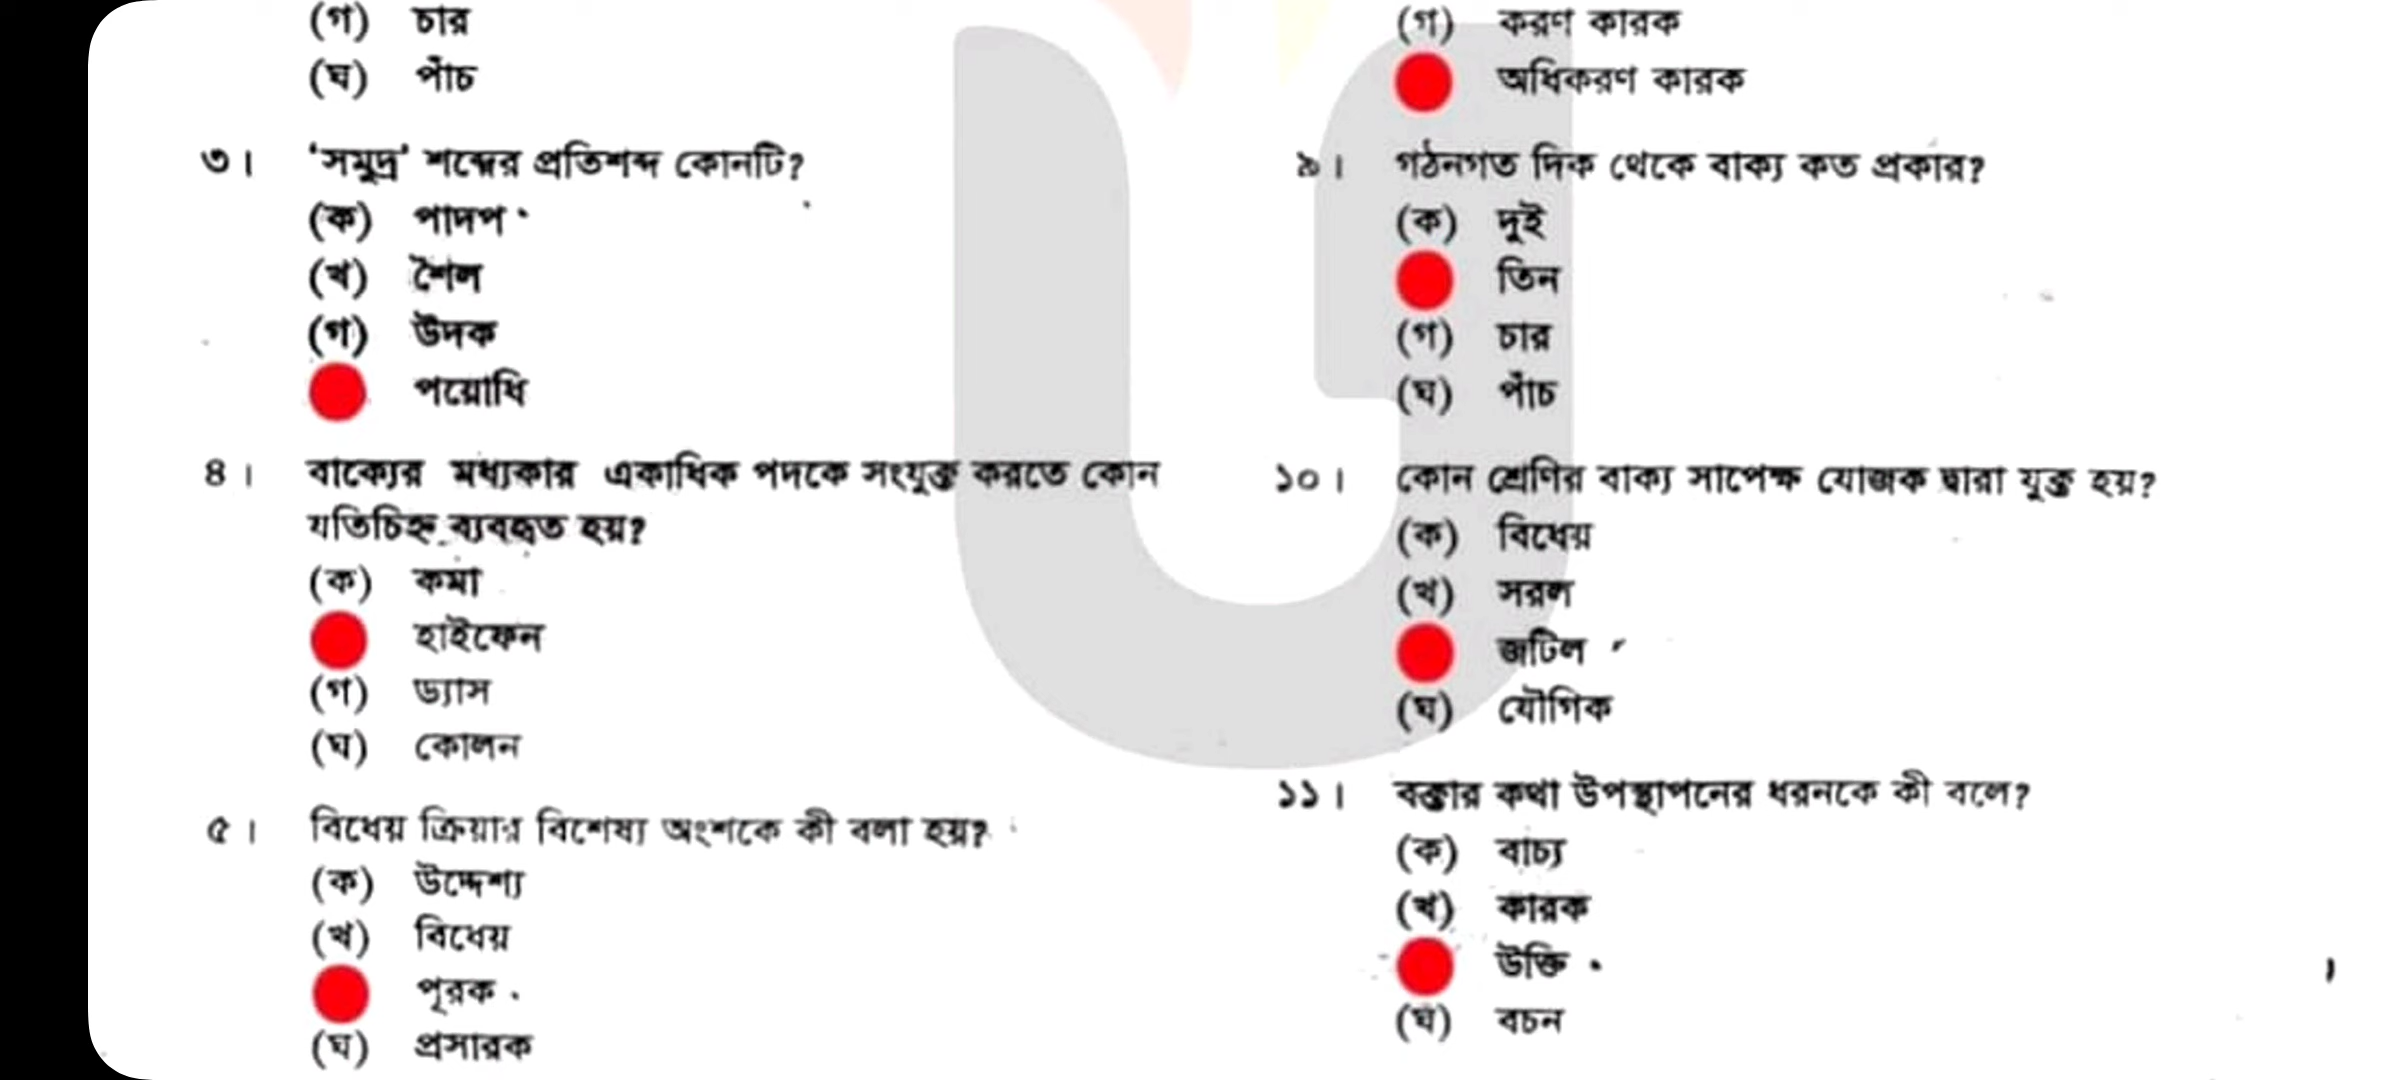 (গ) চার
(ঘ) পাঁচ
৩। ‘সমুদ্র’ শব্দের প্রতিশব্দ কোনটি?
(ক) পাদপ
(খ) শৈল
(গ) উদক
পয়োধি
৪। বাক্যের মধ্যকার একাধিক পদকে সংযুক্ত করতে কোন
যতিচিহ্ন ব্যবহৃত হয়?
(ক) কমা
হাইফেন
(গ) ড্যাস
(ঘ) কোলন
৫। বিধেয় ক্রিয়ার বিশেষ্য অংশকে কী বলা হয়?
(ক) উদ্দেশ্য
(খ) বিধেয়
পূরক
(ঘ) প্রসারক
(গ) করণ কারক
অধিকরণ কারক
৯। গঠনগত দিক থেকে বাক্য কত প্রকার?
(ক) দুই
তিন
(গ) চার
(ঘ) পাঁচ
১০। কোন শ্রেণির বাক্য সাপেক্ষ যোজক দ্বারা যুক্ত হয়?
(ক) বিধেয়
(খ) সরল
জটিল
(ঘ) যৌগিক
১১। বক্তার কথা উপস্থাপনের ধরনকে কী বলে?
(ক) বাচ্য
(খ) কারক
উক্তি
(ঘ) বচন